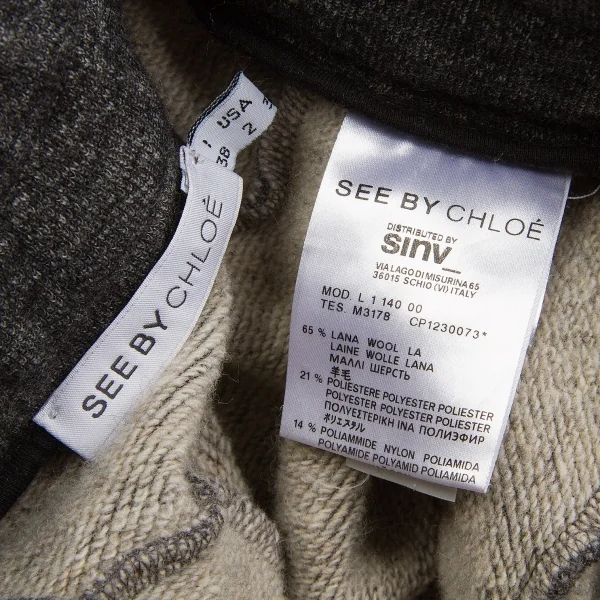 SEE BY CHLOÉ
I USA
38 2
SEE BY CHLOÉ
DISTRIBUTED BY
sinv_
VIA LAGO DI MISURINA 65
36015 SCHIO (VI) ITALY
MOD. L 1 140 00
TES. M317B CP1230073*
65 % LANA WOOL LA
LAINE WOLLE LANA
ΜΑΛΛΙ ШЕРСТЬ
羊毛
21 % POLIESTERE POLYESTER POLIESTER
POLYESTER POLYESTER POLIESTER
ΠΟΛΥΕΣΤΕΡΙΚΗ ΙΝΑ ПОЛИЭФИР
ポリエステル
14 % POLIAMMIDE NYLON POLIAMIDA
POLYAMIDE POLYAMID POLIAMIDA